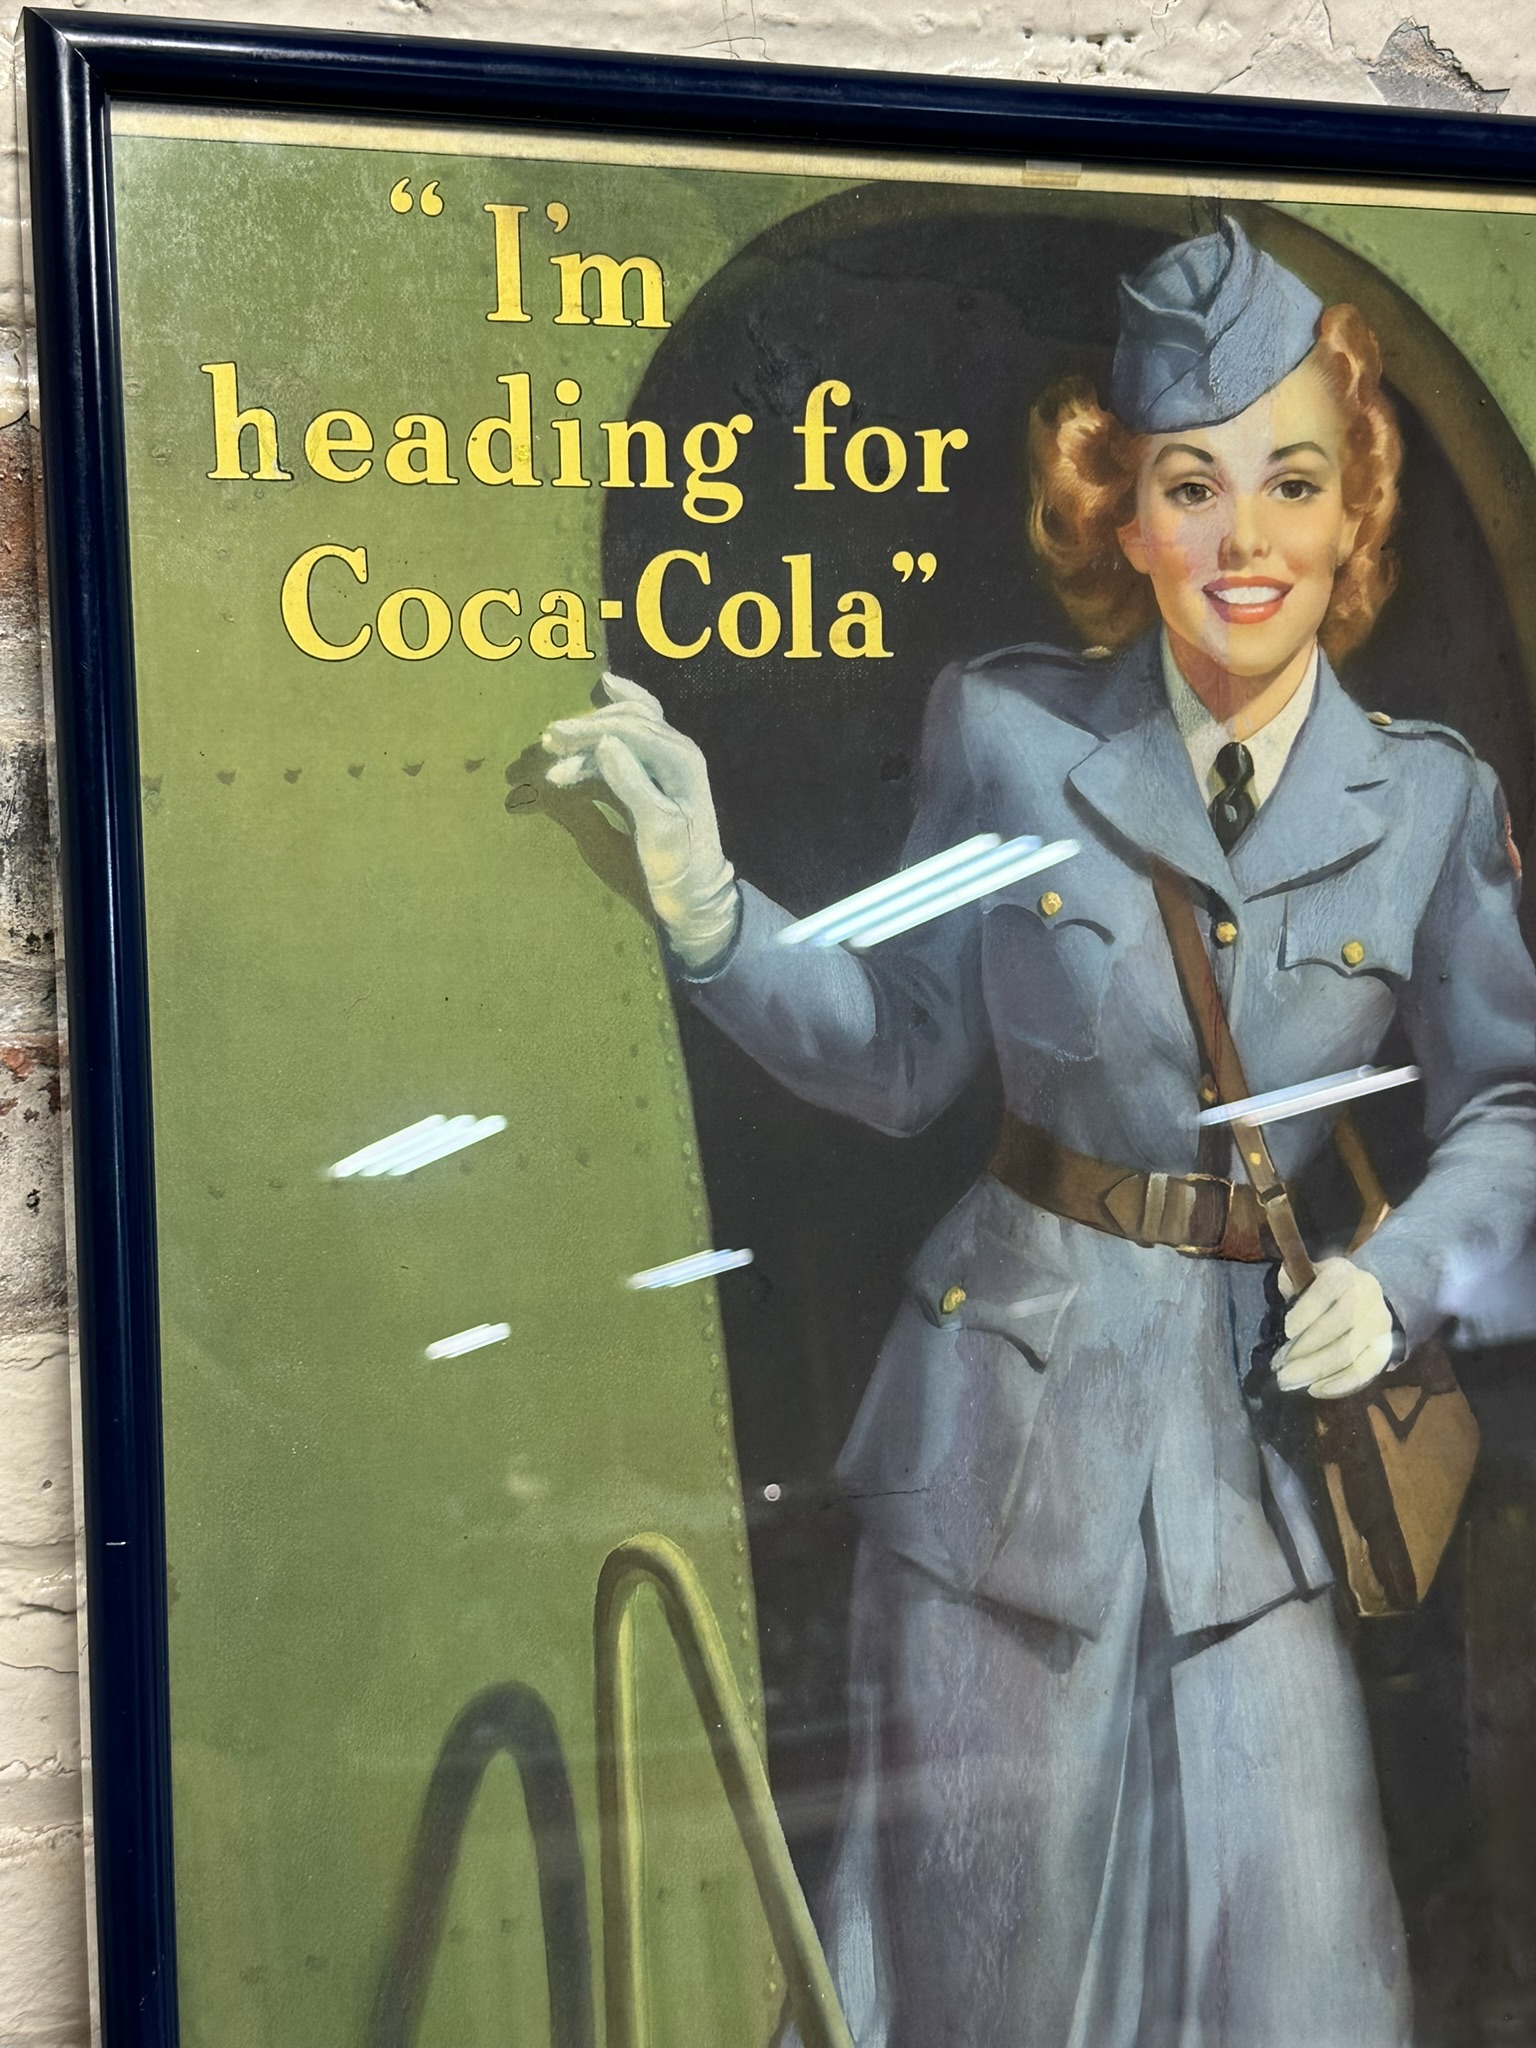 “I’m
heading for
Coca-Cola”